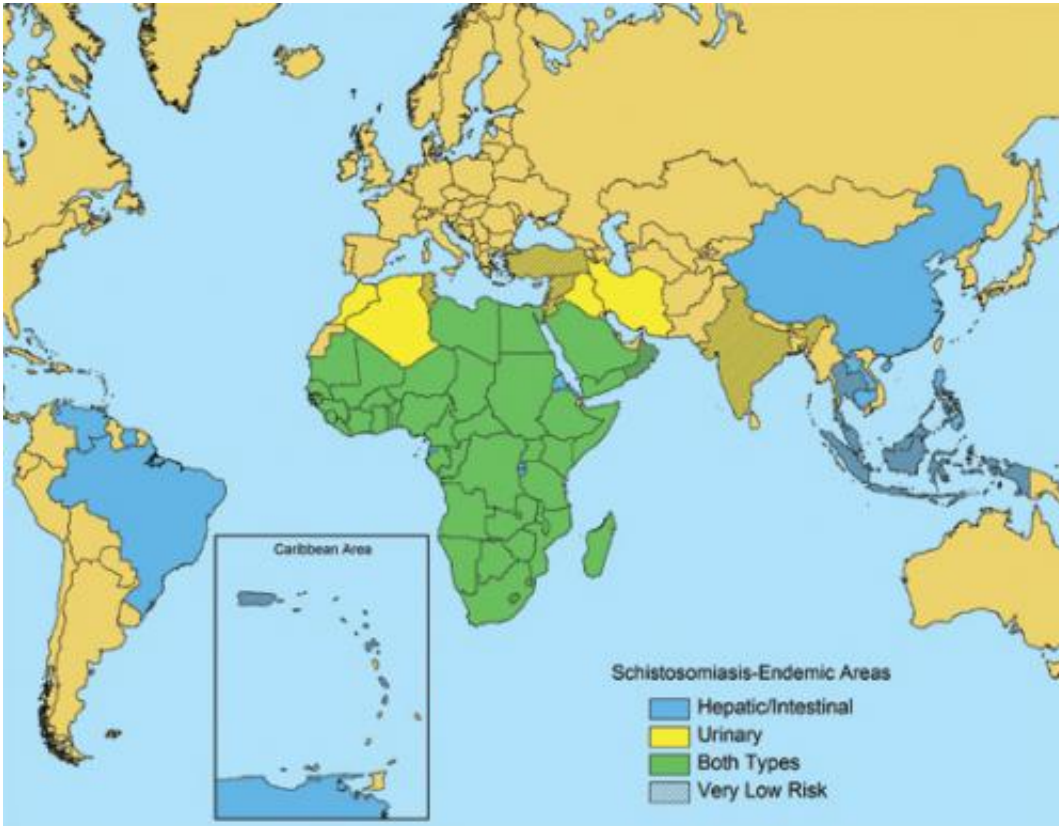 Caribbean Area
Schistosomiasis-Endemic Areas
Hepatic/Intestinal
Urinary
Both Types
Very Low Risk